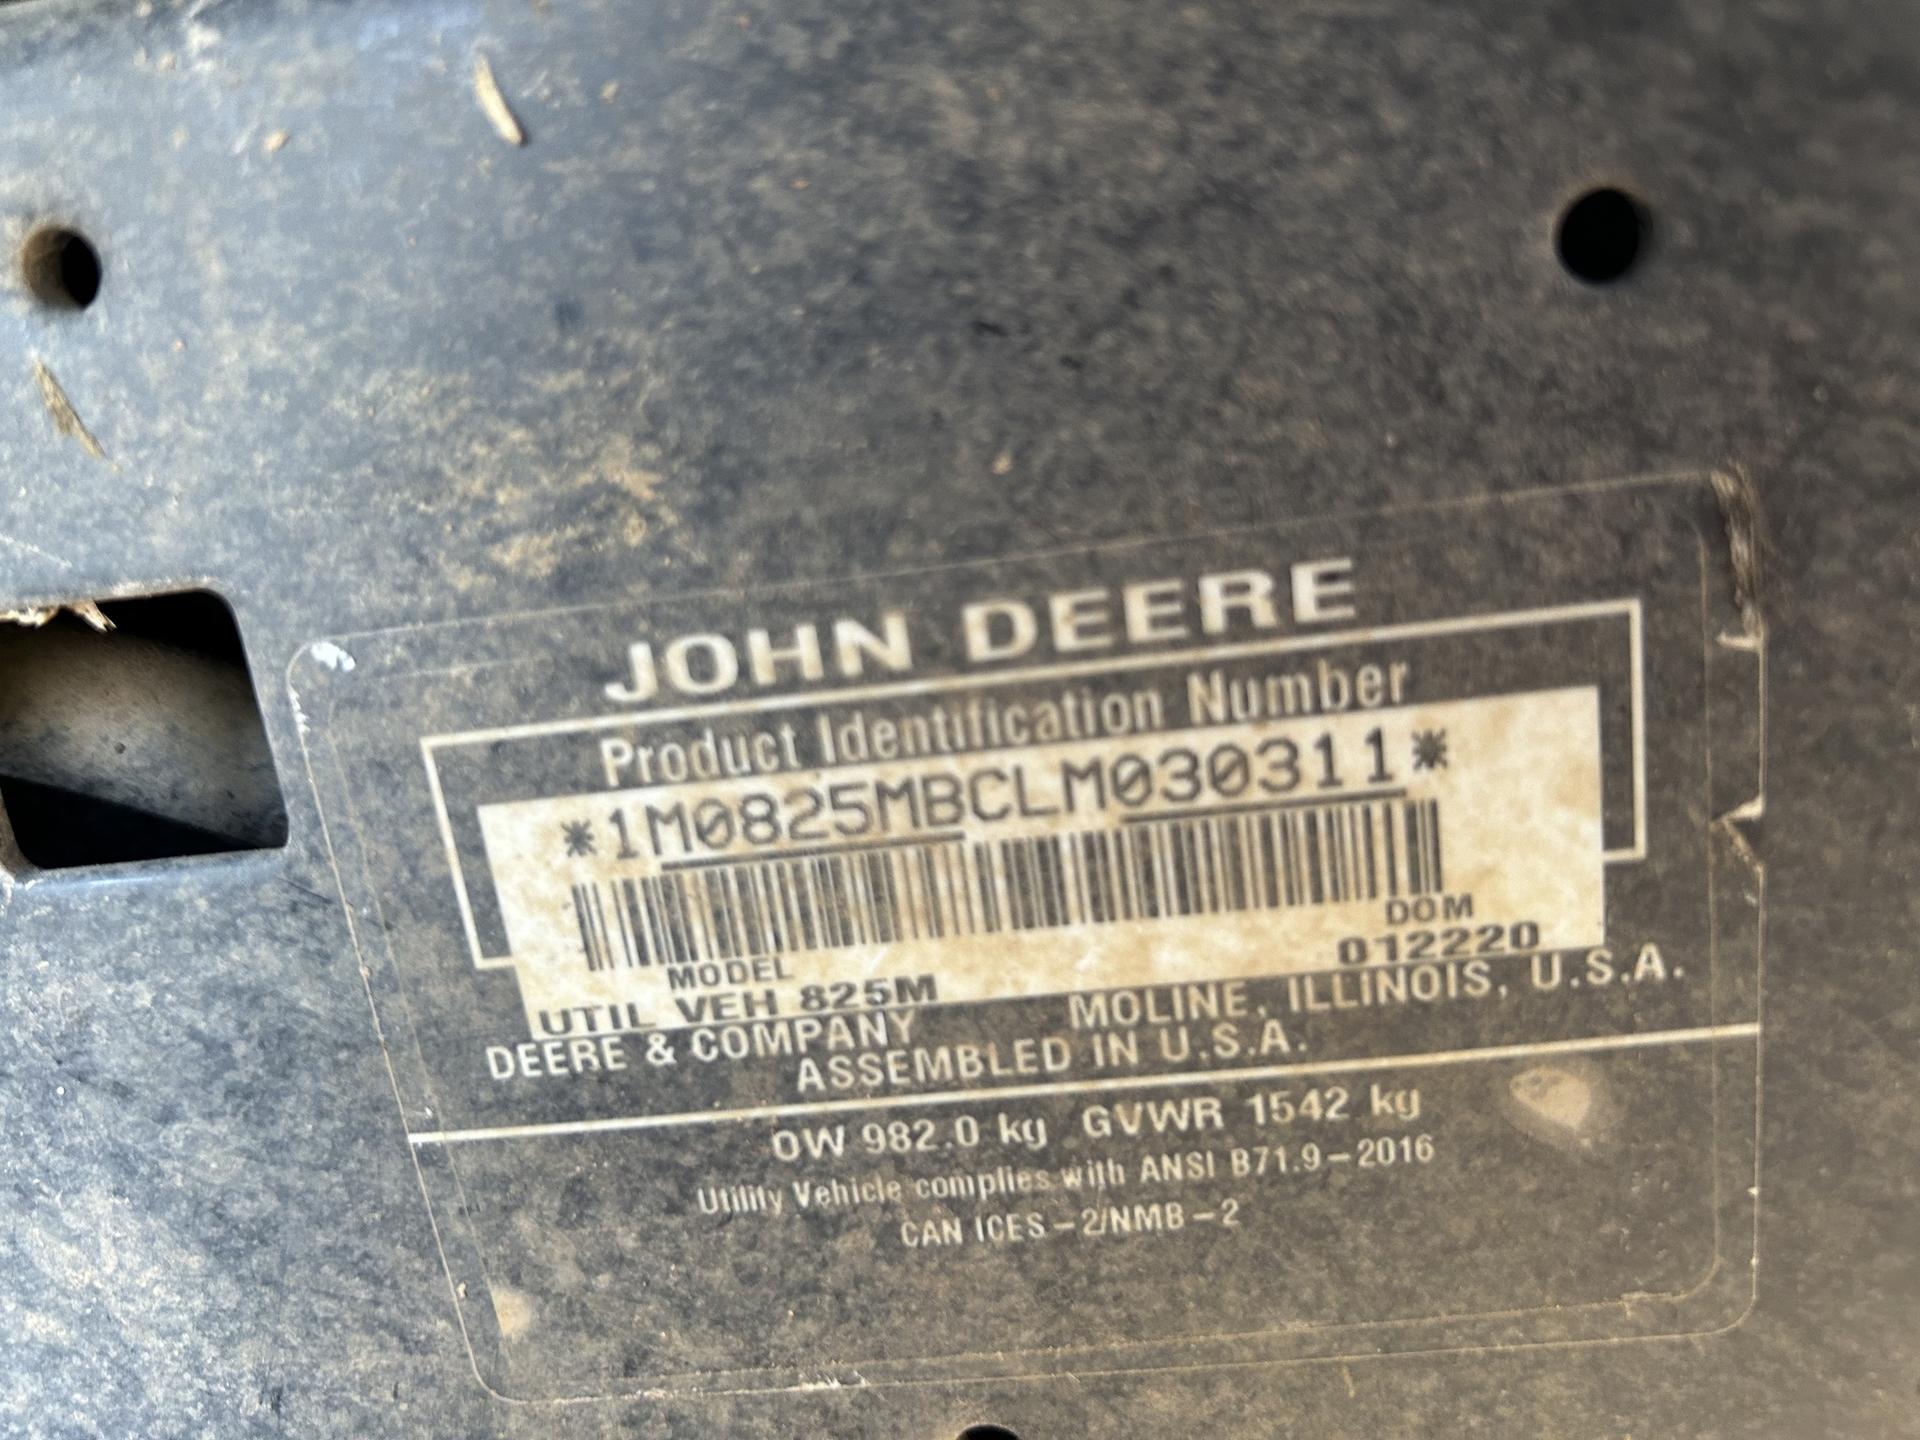 JOHN DEERE
Product Identification Number
*1M0825MBCLM030311*
DOM
012220
MODEL
UTIL VEH 825M
DEERE & COMPANY MOLINE, ILLINOIS, U.S.A.
ASSEMBLED IN U.S.A.
OW 982.0 kg GVWR 1542 kg
Utility Vehicle complies with ANSI B71.9-2016
CAN ICES-2/NMB-2